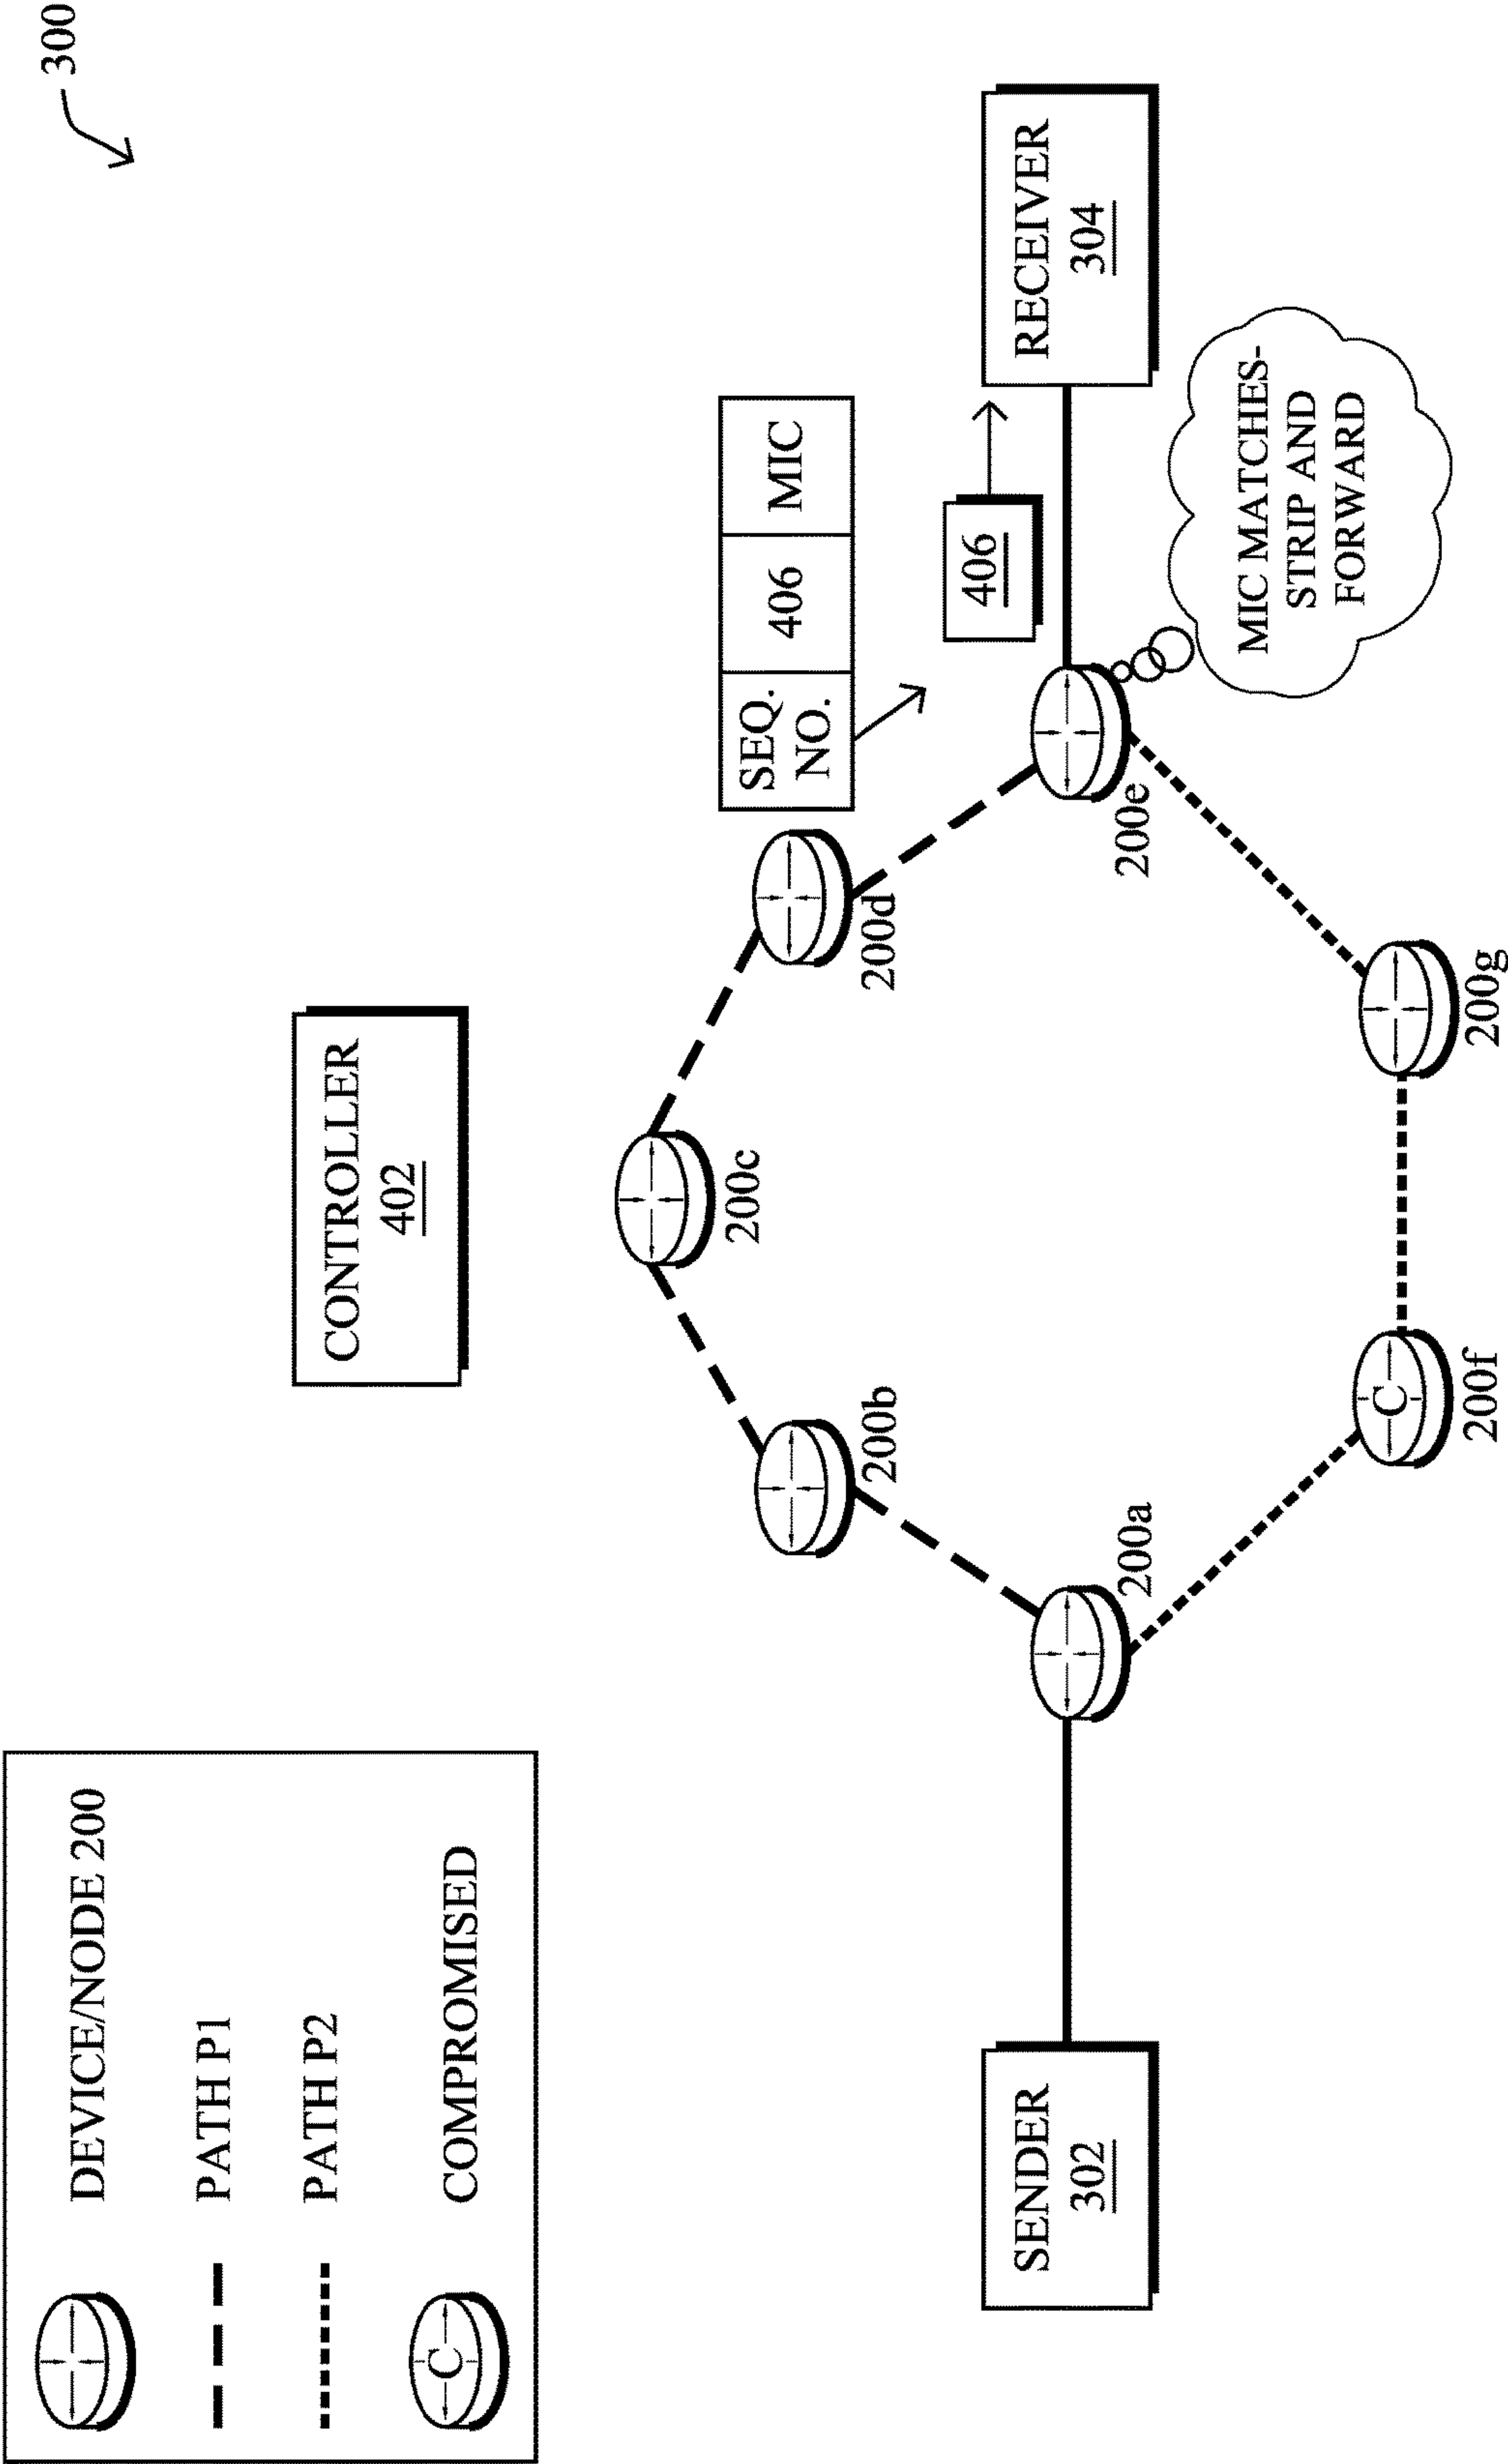 300
DEVICE/NODE 200
PATH P1
PATH P2
C
COMPROMISED
CONTROLLER
402
200c
200b
200d
SEQ.
NO.
406
MIC
406
SENDER
302
200a
200e
RECEIVER
304
MIC MATCHES-
STRIP AND
FORWARD
C
200f
200g